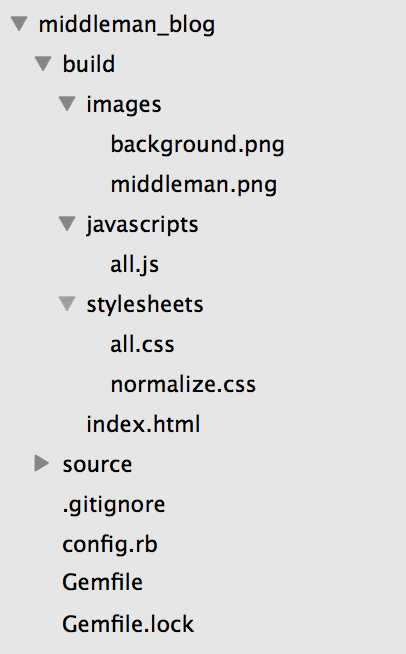 middleman_blog
build
images
background.png
middleman.png
javascripts
all.js
stylesheets
all.css
normalize.css
index.html
source
.gitignore
config.rb
Gemfile
Gemfile.lock